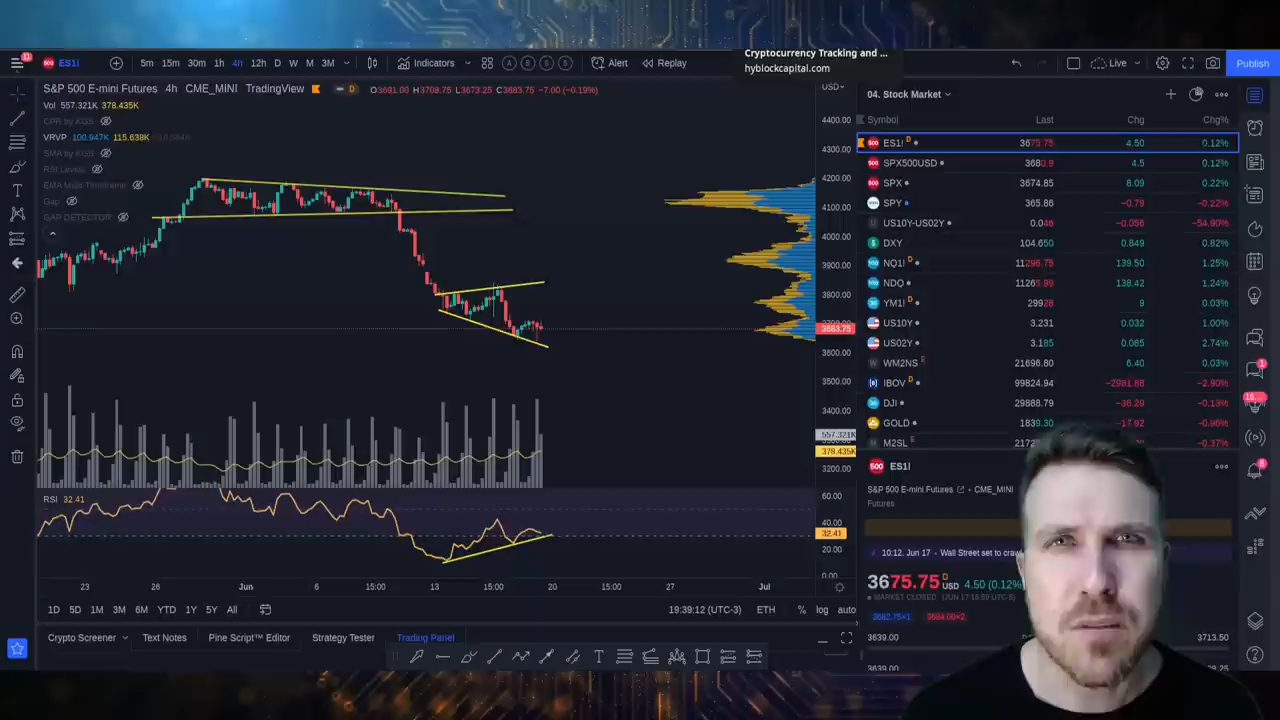 Cryptocurrency Tracking and ...
hyblockcapital.com
11
ES1!
5m 15m 30m 1h 4h 12h D W M 3M
Indicators
A B S S
Alert
Replay
Live
Publish
S&P 500 E-mini Futures 4h CME_MINI TradingView
D
O3691.00 H3708.75 L3673.25 C3683.75 −7.00 (−0.19%)
Vol 557.321K 378.435K
CPR by KGS
VRVP 100.947K 115.638K
SMA by KGS
RSI Levels
EMA Multi-Timeframe
Gap
GAP DETECTOR
USD
4400.00
4300.00
4200.00
4100.00
4000.00
3900.00
3800.00
3683.75
3600.00
3500.00
3400.00
557.321K
378.435K
3200.00
RSI 32.41
60.00
40.00
32.41
20.00
0.00
23 26 Jun 6 15:00 13 15:00 20 15:00 27 Jul
1D 5D 1M 3M 6M YTD 1Y 5Y All
19:39:12 (UTC-3) ETH % log auto
Crypto Screener Text Notes Pine Script™ Editor Strategy Tester Trading Panel
04. Stock Market
Symbol Last Chg Chg%
ES1! D 3675.75 4.50 0.12%
SPX500USD 3680.9 4.5 0.12%
SPX 3674.85 8.09 0.22%
SPY 365.86 −0.79 −0.22%
US10Y-US02Y 0.046 −0.056 −54.90%
DXY 104.650 0.849 0.82%
NQ1! D 11298.75 139.50 1.25%
NDO 11265.99 138.42 1.24%
YM1! D 29928 9 0.03%
US10Y 3.231 0.032 1.00%
US02Y 3.185 0.085 2.74%
WM2NS E 21696.80 6.40 0.03%
IBOV D 99824.94 −2981.88 −2.90%
DJI 29888.79 −38.29 −0.13%
GOLD 1839.30 −17.92 −0.96%
M2SL E −0.37%
ES1!
S&P 500 E-mini Futures CME_MINI
Futures
10:12, Jun 17 Wall Street set to
3675.75 D USD 4.50 (0.12%
MARKET CLOSED (JUN 17 16:59 UTC-5)
3682.75×1 3684.00×2
3639.00 3713.50
3639.00
1
16...
8